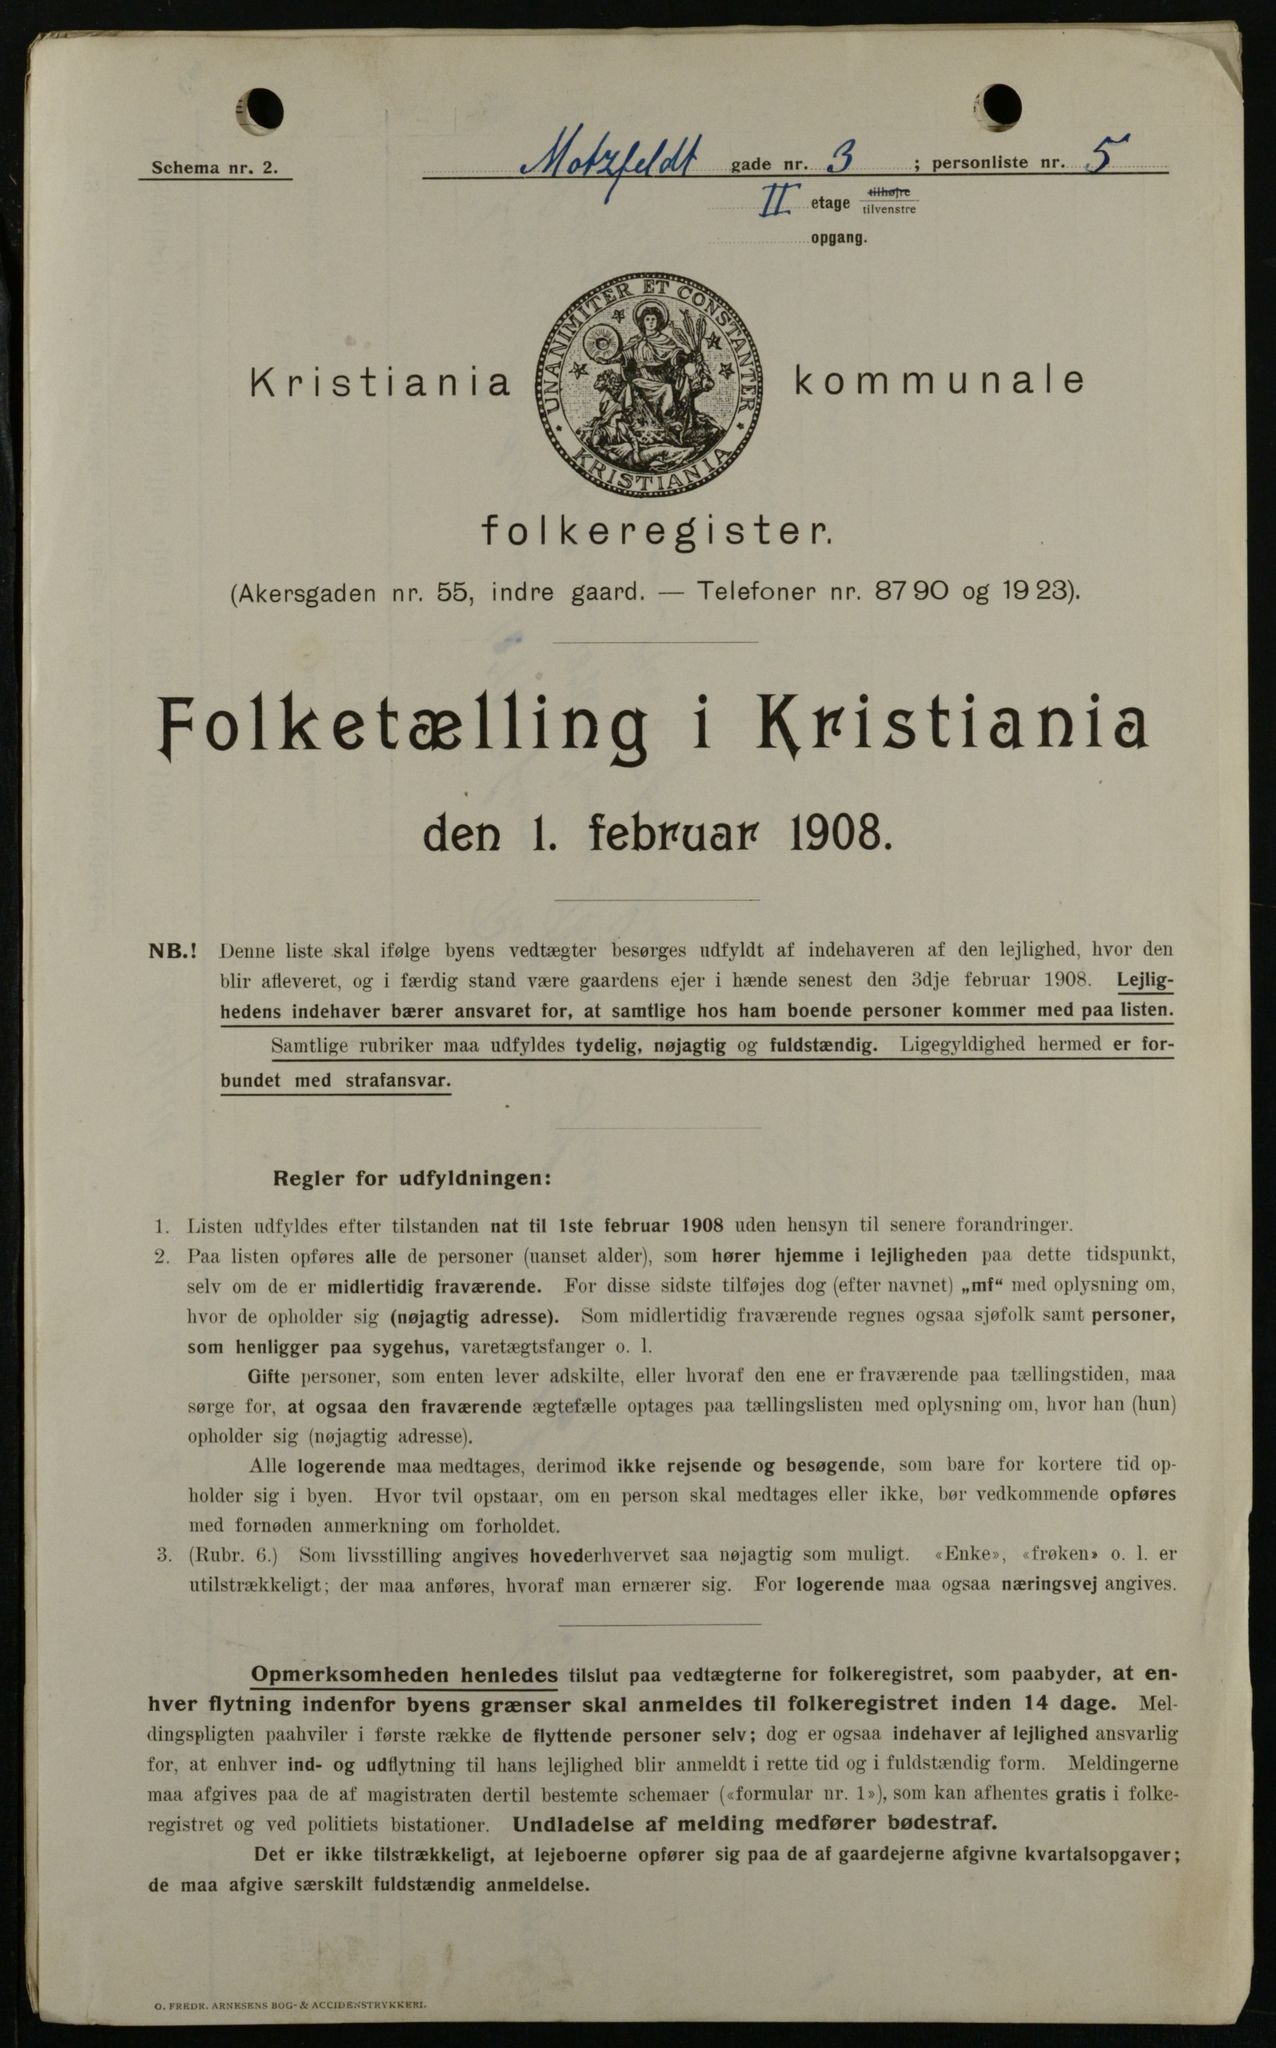 Schema nr. 2.
Motzfeldt gade nr. 3 ; personliste nr. 5
II etage tilhøjre
tilvenstre
opgang.
UNANIMITER ET CONSTANTER
KRISTIANIA
Kristiania kommunale
folkeregister.
(Akersgaden nr. 55, indre gaard. — Telefoner nr. 87 90 og 19 23).
Folketælling i Kristiania
den 1. februar 1908.
NB.! Denne liste skal ifølge byens vedtægter besørges udfyldt af indehaveren af den lejlighed, hvor den
blir afleveret, og i færdig stand være gaardens ejer i hænde senest den 3dje februar 1908. Lejlig-
hedens indehaver bærer ansvaret for, at samtlige hos ham boende personer kommer med paa listen.
Samtlige rubriker maa udfyldes tydelig, nøjagtig og fuldstændig. Ligegyldighed hermed er for-
bundet med strafansvar.
Regler for udfyldningen:
1. Listen udfyldes efter tilstanden nat til 1ste februar 1908 uden hensyn til senere forandringer.
2. Paa listen opføres alle de personer (uanset alder), som hører hjemme i lejligheden paa dette tidspunkt,
selv om de er midlertidig fraværende. For disse sidste tilføjes dog (efter navnet) „mf“ med oplysning om,
hvor de opholder sig (nøjagtig adresse). Som midlertidig fraværende regnes ogsaa sjøfolk samt personer,
som henligger paa sygehus, varetægtsfanger o. l.
Gifte personer, som enten lever adskilte, eller hvoraf den ene er fraværende paa tællingstiden, maa
sørge for, at ogsaa den fraværende ægtefælle optages paa tællingslisten med oplysning om, hvor han (hun)
opholder sig (nøjagtig adresse).
Alle logerende maa medtages, derimod ikke rejsende og besøgende, som bare for kortere tid op-
holder sig i byen. Hvor tvil opstaar, om en person skal medtages eller ikke, bør vedkommende opføres
med fornøden anmerkning om forholdet.
3. (Rubr. 6.) Som livsstilling angives hovederhvervet saa nøjagtig som muligt. «Enke», «frøken» o. l. er
utilstrækkeligt; der maa anføres, hvoraf man ernærer sig. For logerende maa ogsaa næringsvej angives.
Opmerksomheden henledes tilslut paa vedtægterne for folkeregistret, som paabyder, at en-
hver flytning indenfor byens grænser skal anmeldes til folkeregistret inden 14 dage. Mel-
dingspligten paahviler i første række de flyttende personer selv; dog er ogsaa indehaver af lejlighed ansvarlig
for, at enhver ind- og udflytning til hans lejlighed blir anmeldt i rette tid og i fuldstændig form. Meldingerne
maa afgives paa de af magistraten dertil bestemte schemaer («formular nr. 1»), som kan afhentes gratis i folke-
registret og ved politiets bistationer. Undladelse af melding medfører bødestraf.
Det er ikke tilstrækkeligt, at lejeboerne opfører sig paa de af gaardejerne afgivne kvartalsopgaver;
de maa afgive særskilt fuldstændig anmeldelse.
O. FREDR. ARNESENS BOG- & ACCIDENSTRYKKERI.